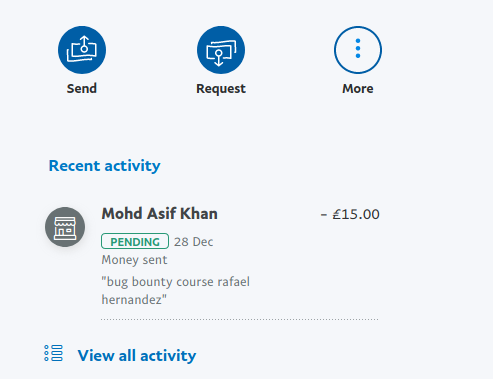 Send Request More
Recent activity
Mohd Asif Khan - £15.00
PENDING 28 Dec
Money sent
"bug bounty course rafael
hernandez"
View all activity